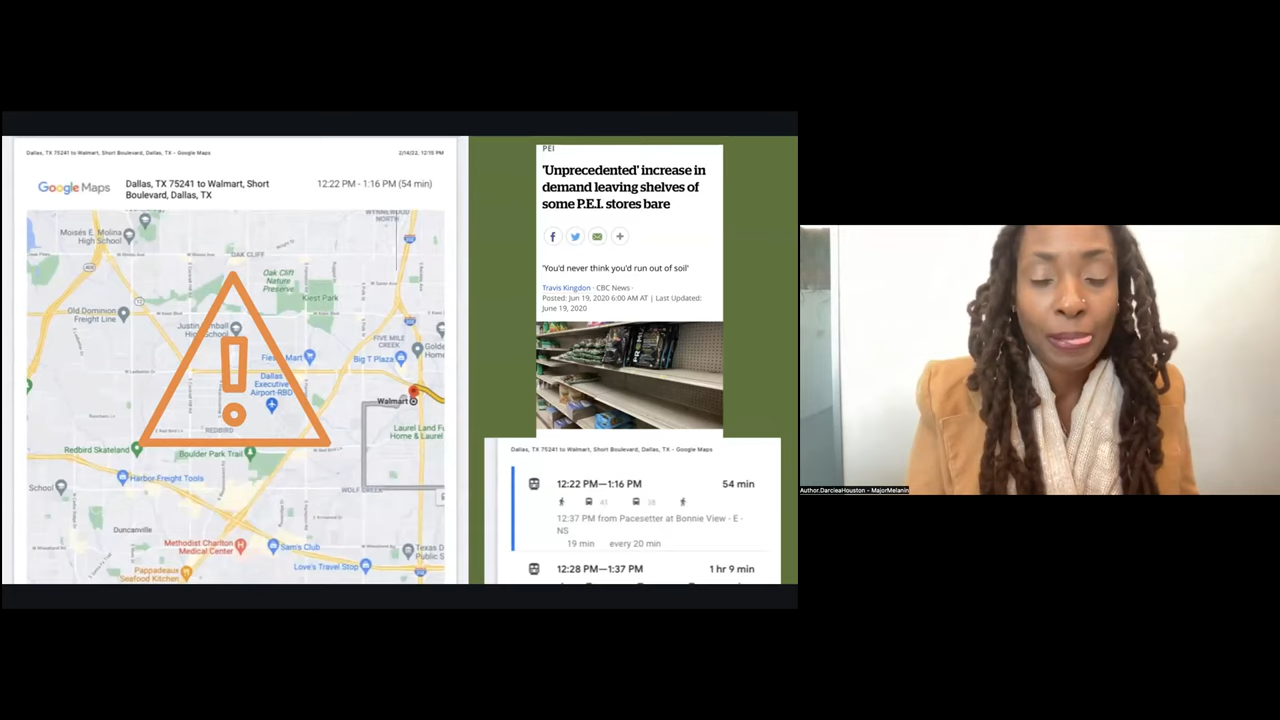 Dallas, TX 75241 to Walmart, Short Boulevard, Dallas, TX - Google Maps
2/14/22, 12:15 PM
Google Maps
Dallas, TX 75241 to Walmart, Short
Boulevard, Dallas, TX
12:22 PM - 1:16 PM (54 min)
WYNNEWOOD
NORTH
Moisés E. Molina
High School
OAK CLIFF
Oak Cliff
Nature
Preserve
Kiest Park
Old Dominion
Freight Line
Justin
High School
FIVE MILE
CREEK
Golde
Home
Fiesta Mart
Big T Plaza
Dallas
Executive
Airport-RBD
Walmart
REDBIRD
Laurel Land Fu
Home & Laurel
Redbird Skateland
Boulder Park Trail
Harbor Freight Tools
School
WOLF CREEK
Duncanville
Methodist Charlton
Medical Center
Sam's Club
Texas D
Public S
Love's Travel Stop
Pappadeaux
Seafood Kitchen
PEI
'Unprecedented' increase in
demand leaving shelves of
some P.E.I. stores bare
'You'd never think you'd run out of soil'
Travis Kingdon · CBC News ·
Posted: Jun 19, 2020 6:00 AM AT | Last Updated:
June 19, 2020
Dallas, TX 75241 to Walmart, Short Boulevard, Dallas, TX - Google Maps
12:22 PM—1:16 PM
54 min
12:37 PM from Pacesetter at Bonnie View - E -
NS
19 min every 20 min
12:28 PM—1:37 PM
1 hr 9 min
Author.DarcieaHouston - MajorMelanin